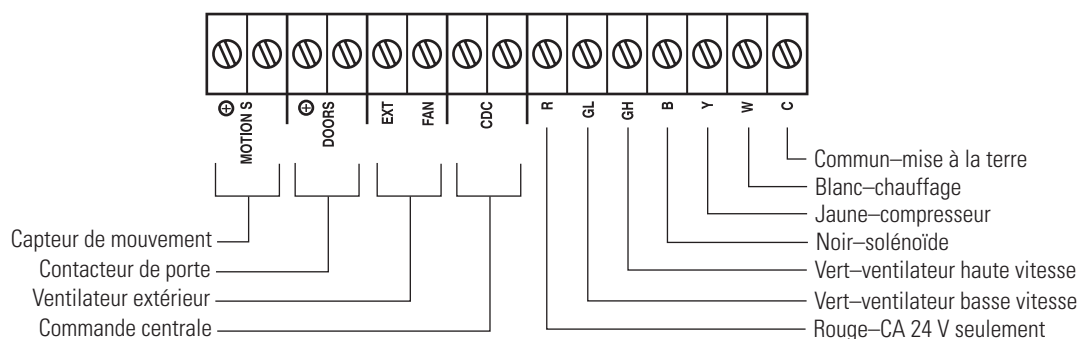 ⊕
MOTION S
⊕
DOORS
EXT
FAN
CDC
R
GL
GH
B
Y
W
C
Capteur de mouvement
Contacteur de porte
Ventilateur extérieur
Commande centrale
Commun–mise à la terre
Blanc–chauffage
Jaune–compresseur
Noir–solénoïde
Vert–ventilateur haute vitesse
Vert–ventilateur basse vitesse
Rouge–CA 24 V seulement